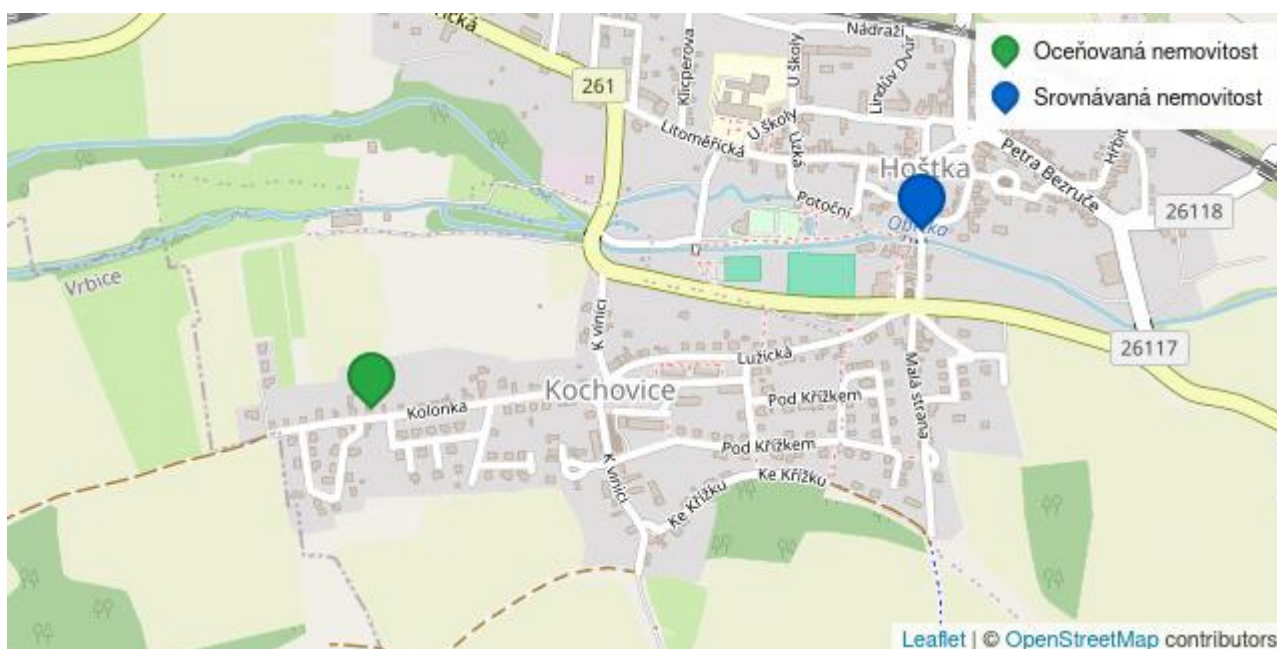 rická
261
Klicperova
Litoměřická
U školy
U školy
Úzká
Nádraží
Lindův Dvůr
Oceňovaná nemovitost
Srovnávaná nemovitost
Hoštka
Petra Bezruče
Hřbit
Potoční
26118
Vrbice
K vinici
Lužická
26117
Malá strana
Kochovice
Kolonka
Pod Křížkem
Pod Křížkem
K vinici
Ke Křížku
Ke Křížku
Leaflet | © OpenStreetMap contributors